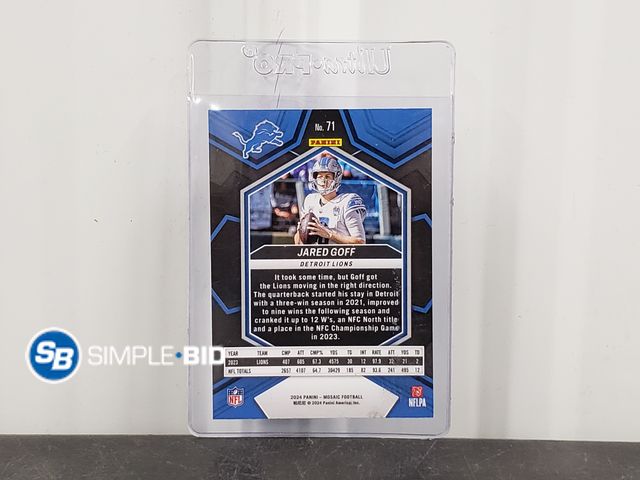 Ultra·PRO
No. 71
PANINI
JARED GOFF
DETROIT LIONS
It took some time, but Goff got
the Lions moving in the right direction.
The quarterback started his stay in Detroit
with a three-win season in 2021, improved
to nine wins the following season and
cranked it up to 12 W's, an NFC North title
and a place in the NFC Championship Game
in 2023.
YEAR TEAM CMP ATT CMP% YDS TD INT RATE ATT YDS TD
2023 LIONS 407 605 67.3 4575 30 12 97.9 32 21 2
NFL TOTALS 2657 4107 64.7 30429 185 82 93.6 241 495 12
SB SIMPLE·BID
NFL
NFLPA
2024 PANINI - MOSAIC FOOTBALL
© 2024 Panini America, Inc.